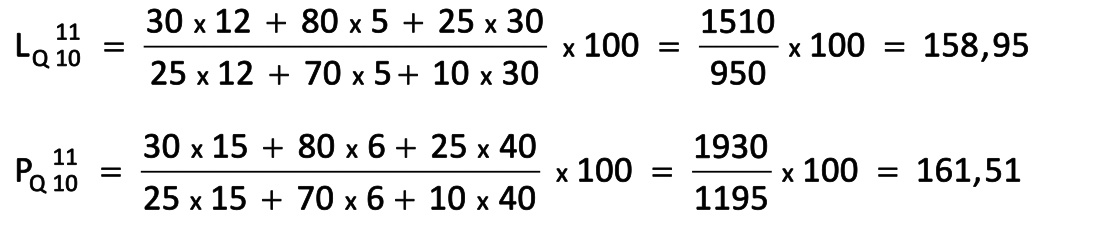 L_Q 11/10 = (30 x 12 + 80 x 5 + 25 x 30) / (25 x 12 + 70 x 5 + 10 x 30) x 100 = 1510/950 x 100 = 158,95
P_Q 11/10 = (30 x 15 + 80 x 6 + 25 x 40) / (25 x 15 + 70 x 6 + 10 x 40) x 100 = 1930/1195 x 100 = 161,51